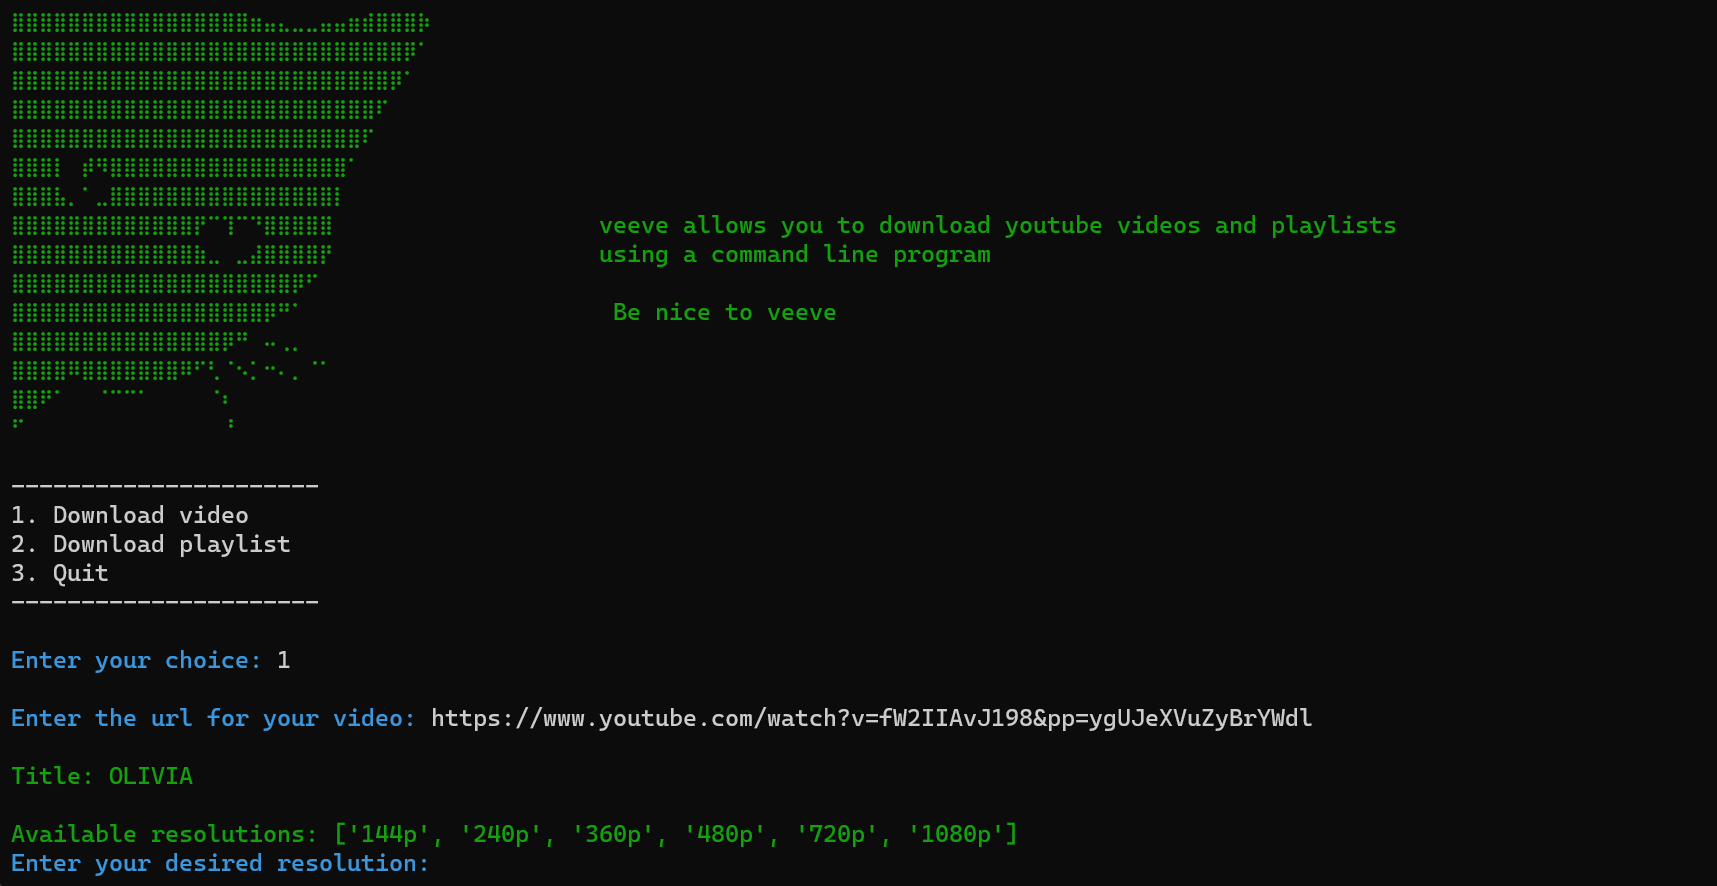 veeve allows you to download youtube videos and playlists
using a command line program
Be nice to veeve
----------------------
1. Download video
2. Download playlist
3. Quit
----------------------
Enter your choice: 1
Enter the url for your video: https://www.youtube.com/watch?v=fW2IIAvJ198&pp=ygUJeXVuZyBrYWdl
Title: OLIVIA
Available resolutions: ['144p', '240p', '360p', '480p', '720p', '1080p']
Enter your desired resolution: